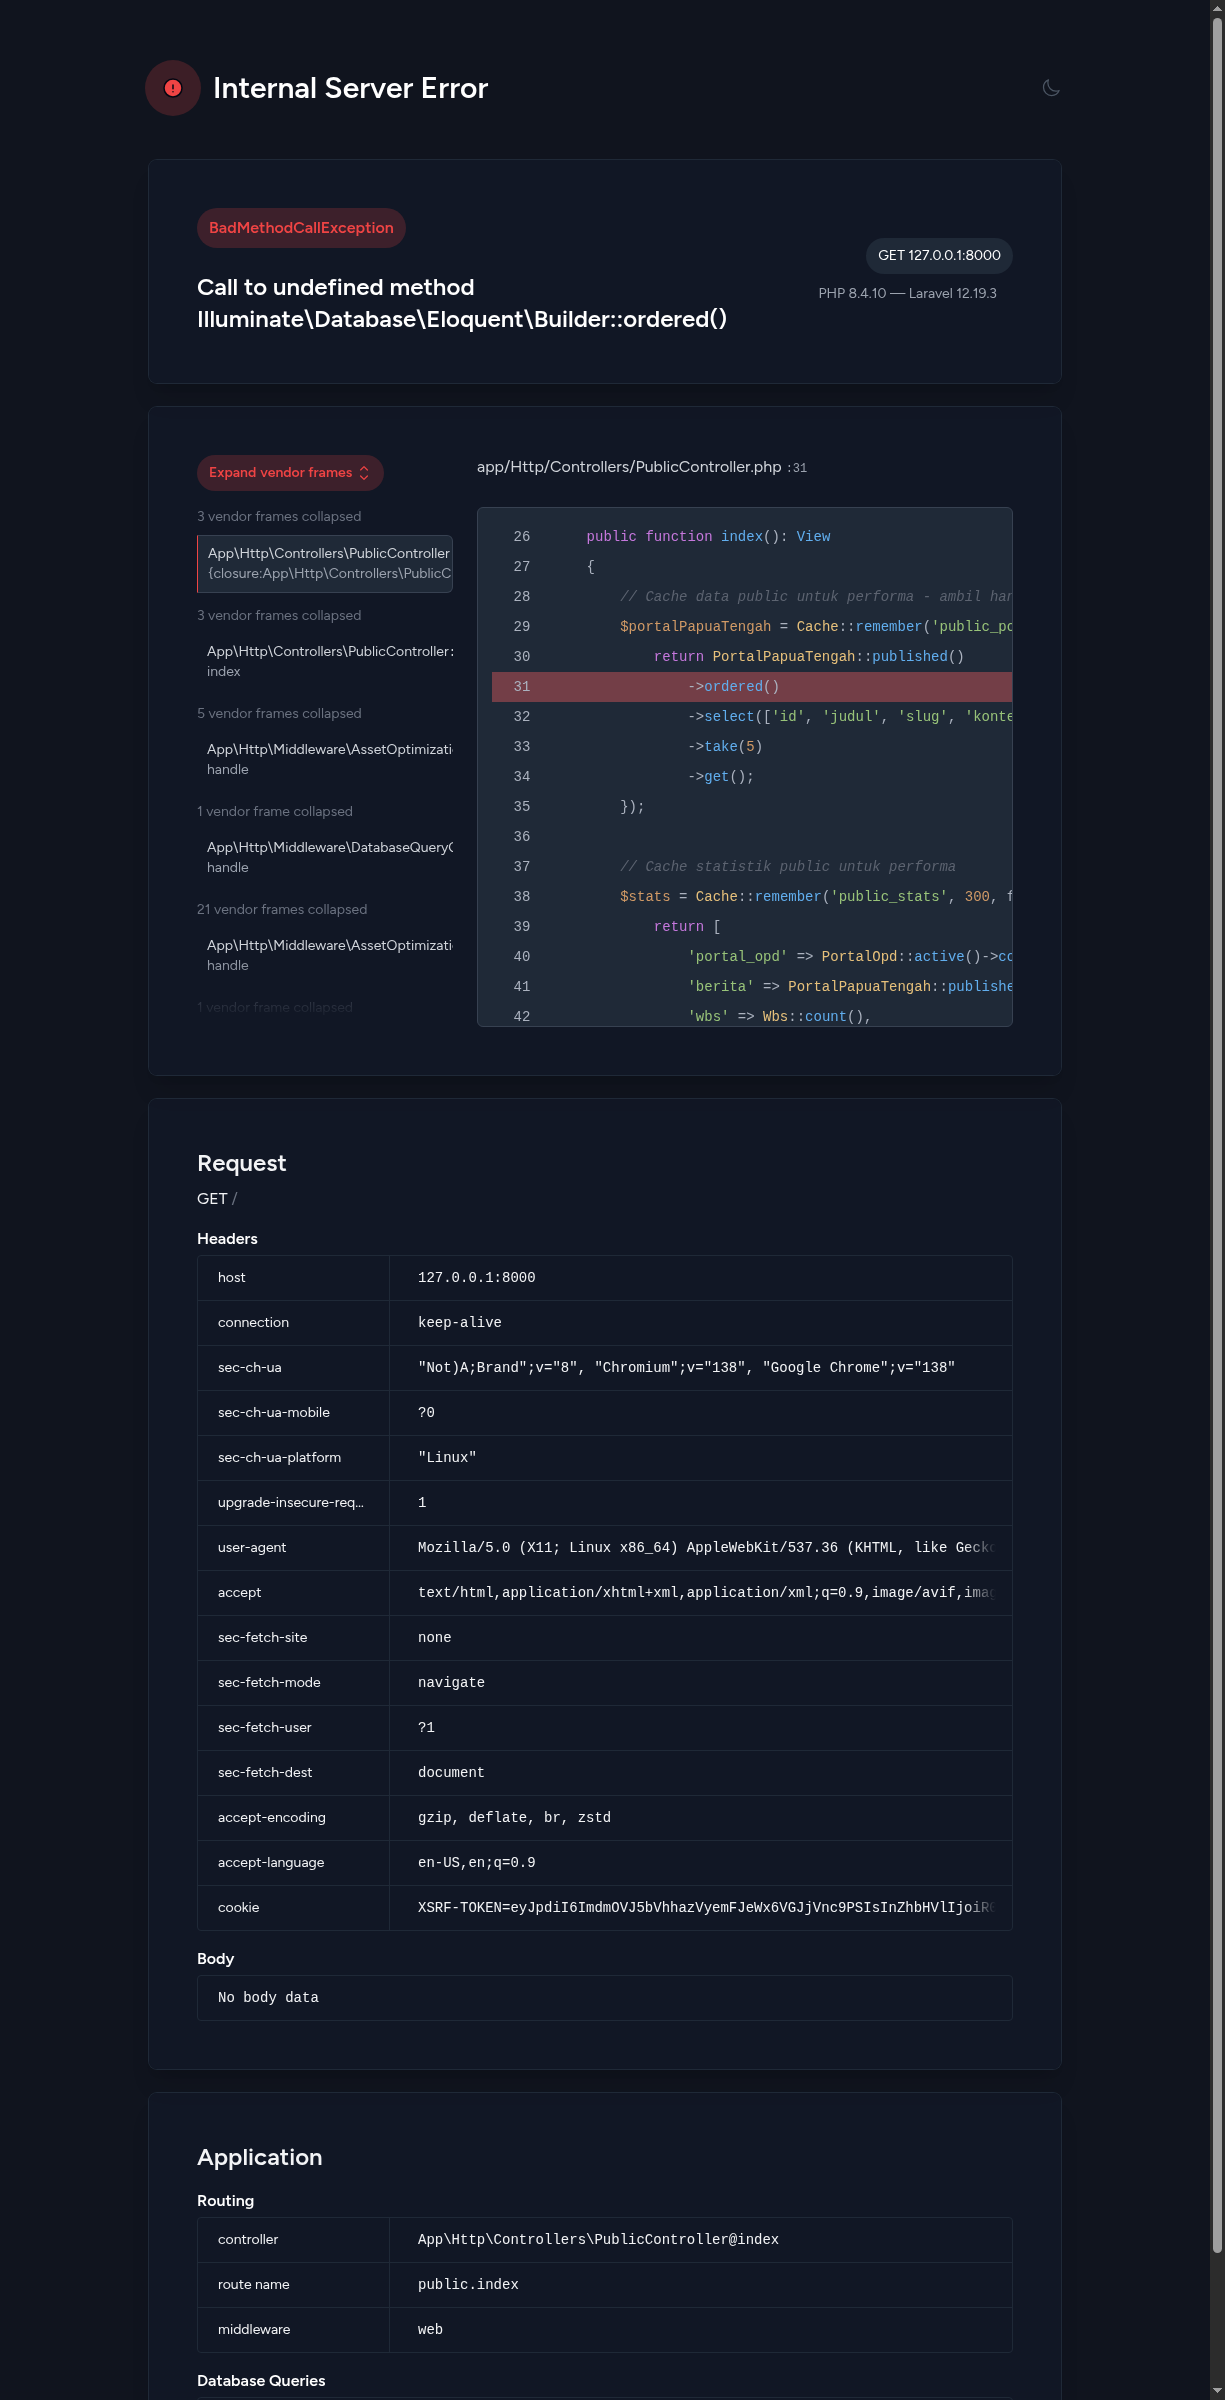 Internal Server Error
BadMethodCallException
Call to undefined method
Illuminate\Database\Eloquent\Builder::ordered()
GET 127.0.0.1:8000
PHP 8.4.10 — Laravel 12.19.3
Expand vendor frames
3 vendor frames collapsed
App\Http\Controllers\PublicController
{closure:App\Http\Controllers\PublicC
3 vendor frames collapsed
App\Http\Controllers\PublicController:
index
5 vendor frames collapsed
App\Http\Middleware\AssetOptimizati
handle
1 vendor frame collapsed
App\Http\Middleware\DatabaseQuery
handle
21 vendor frames collapsed
App\Http\Middleware\AssetOptimizati
handle
1 vendor frame collapsed
app/Http/Controllers/PublicController.php :31
26 public function index(): View
27 {
28 // Cache data public untuk performa - ambil har
29 $portalPapuaTengah = Cache::remember('public_po
30 return PortalPapuaTengah::published()
31 ->ordered()
32 ->select(['id', 'judul', 'slug', 'konte
33 ->take(5)
34 ->get();
35 });
36
37 // Cache statistik public untuk performa
38 $stats = Cache::remember('public_stats', 300, f
39 return [
40 'portal_opd' => PortalOpd::active()->co
41 'berita' => PortalPapuaTengah::publishe
42 'wbs' => Wbs::count(),
Request
GET /
Headers
host 127.0.0.1:8000
connection keep-alive
sec-ch-ua "Not)A;Brand";v="8", "Chromium";v="138", "Google Chrome";v="138"
sec-ch-ua-mobile ?0
sec-ch-ua-platform "Linux"
upgrade-insecure-req... 1
user-agent Mozilla/5.0 (X11; Linux x86_64) AppleWebKit/537.36 (KHTML, like Gecko
accept text/html,application/xhtml+xml,application/xml;q=0.9,image/avif,imag
sec-fetch-site none
sec-fetch-mode navigate
sec-fetch-user ?1
sec-fetch-dest document
accept-encoding gzip, deflate, br, zstd
accept-language en-US,en;q=0.9
cookie XSRF-TOKEN=eyJpdiI6ImdmOVJ5bVhhazVyemFJeWx6VGJjVnc9PSIsInZhbHVlIjoiR6
Body
No body data
Application
Routing
controller App\Http\Controllers\PublicController@index
route name public.index
middleware web
Database Queries